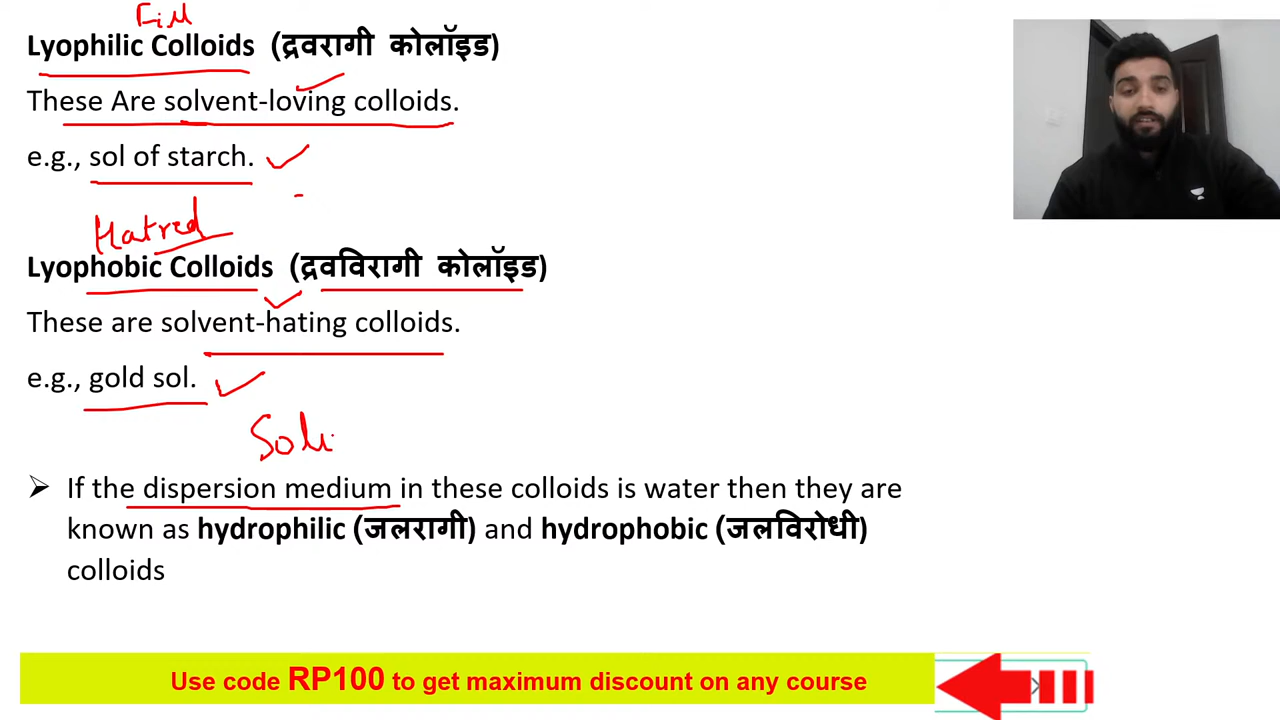 Lyophilic Colloids (द्रवरागी कोलॉइड)
These Are solvent-loving colloids.
e.g., sol of starch.
Hatred
Lyophobic Colloids (द्रवविरागी कोलॉइड)
These are solvent-hating colloids.
e.g., gold sol.
If the dispersion medium in these colloids is water then they are
known as hydrophilic (जलरागी) and hydrophobic (जलविरोधी)
colloids
Use code RP100 to get maximum discount on any course